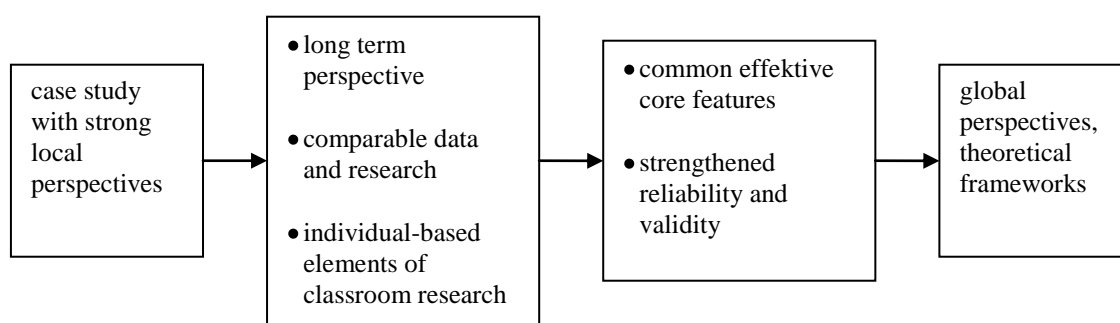 case study
with strong
local
perspectives
• long term
perspective
• comparable data
and research
• individual-based
elements of
classroom research
• common effektive
core features
• strengthened
reliability and
validity
global
perspectives,
theoretical
frameworks